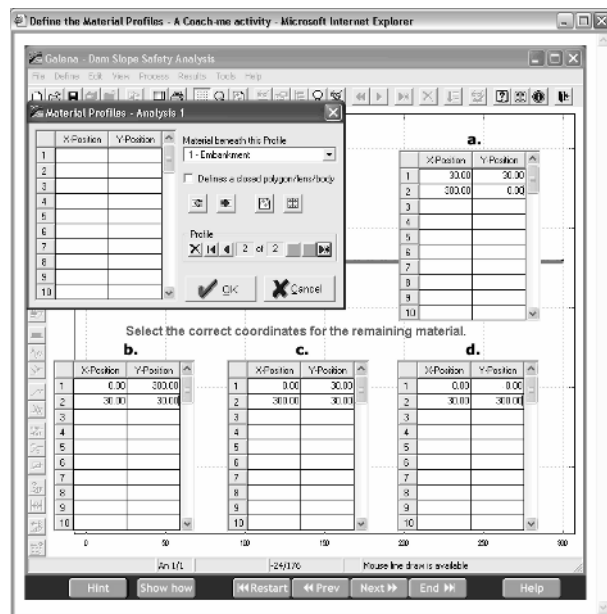 Define the Material Profiles - A Coach-me activity - Microsoft Internet Explorer
Galena - Dam Slope Safety Analysis
File Define Edit View Process Results Tools Help
Material Profiles - Analysis 1
X-Position Y-Position
1
2
3
4
5
6
7
8
9
10
Material beneath this Profile
1 - Embankment
Defines a closed polygon/lens/body
Profile
2 of 2
OK Cancel
a.
X-Position Y-Position
1 30.00 30.00
2 300.00 0.00
3
4
5
6
7
8
9
10
Select the correct coordinates for the remaining material.
b.
X-Position Y-Position
1 0.00 300.00
2 30.00 30.00
3
4
5
6
7
8
9
10
c.
X-Position Y-Position
1 0.00 30.00
2 300.00 30.00
3
4
5
6
7
8
9
10
d.
X-Position Y-Position
1 0.00 0.00
2 30.00 300.00
3
4
5
6
7
8
9
10
0 50 100 150 200 250 300
An 1/1 -24/176 Mouse line draw is available
Hint Show how Restart Prev Next End Help